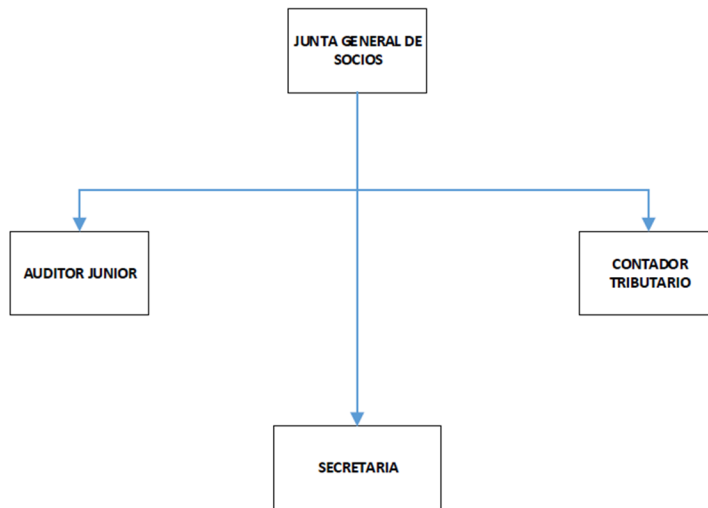 JUNTA GENERAL DE
SOCIOS
AUDITOR JUNIOR
CONTADOR
TRIBUTARIO
SECRETARIA